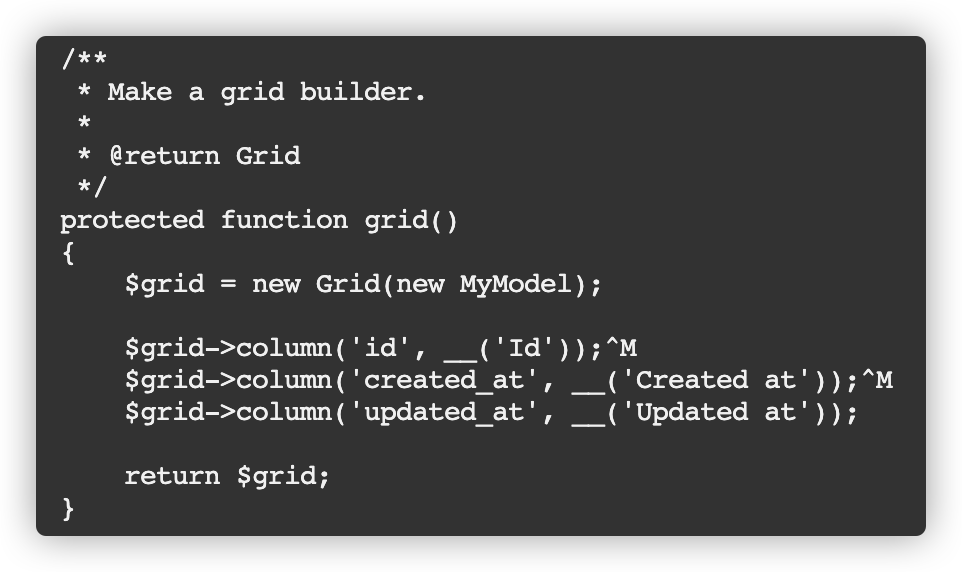 /**
 * Make a grid builder.
 *
 * @return Grid
 */
protected function grid()
{
    $grid = new Grid(new MyModel);

    $grid->column('id', __('Id'));^M
    $grid->column('created_at', __('Created at'));^M
    $grid->column('updated_at', __('Updated at'));

    return $grid;
}